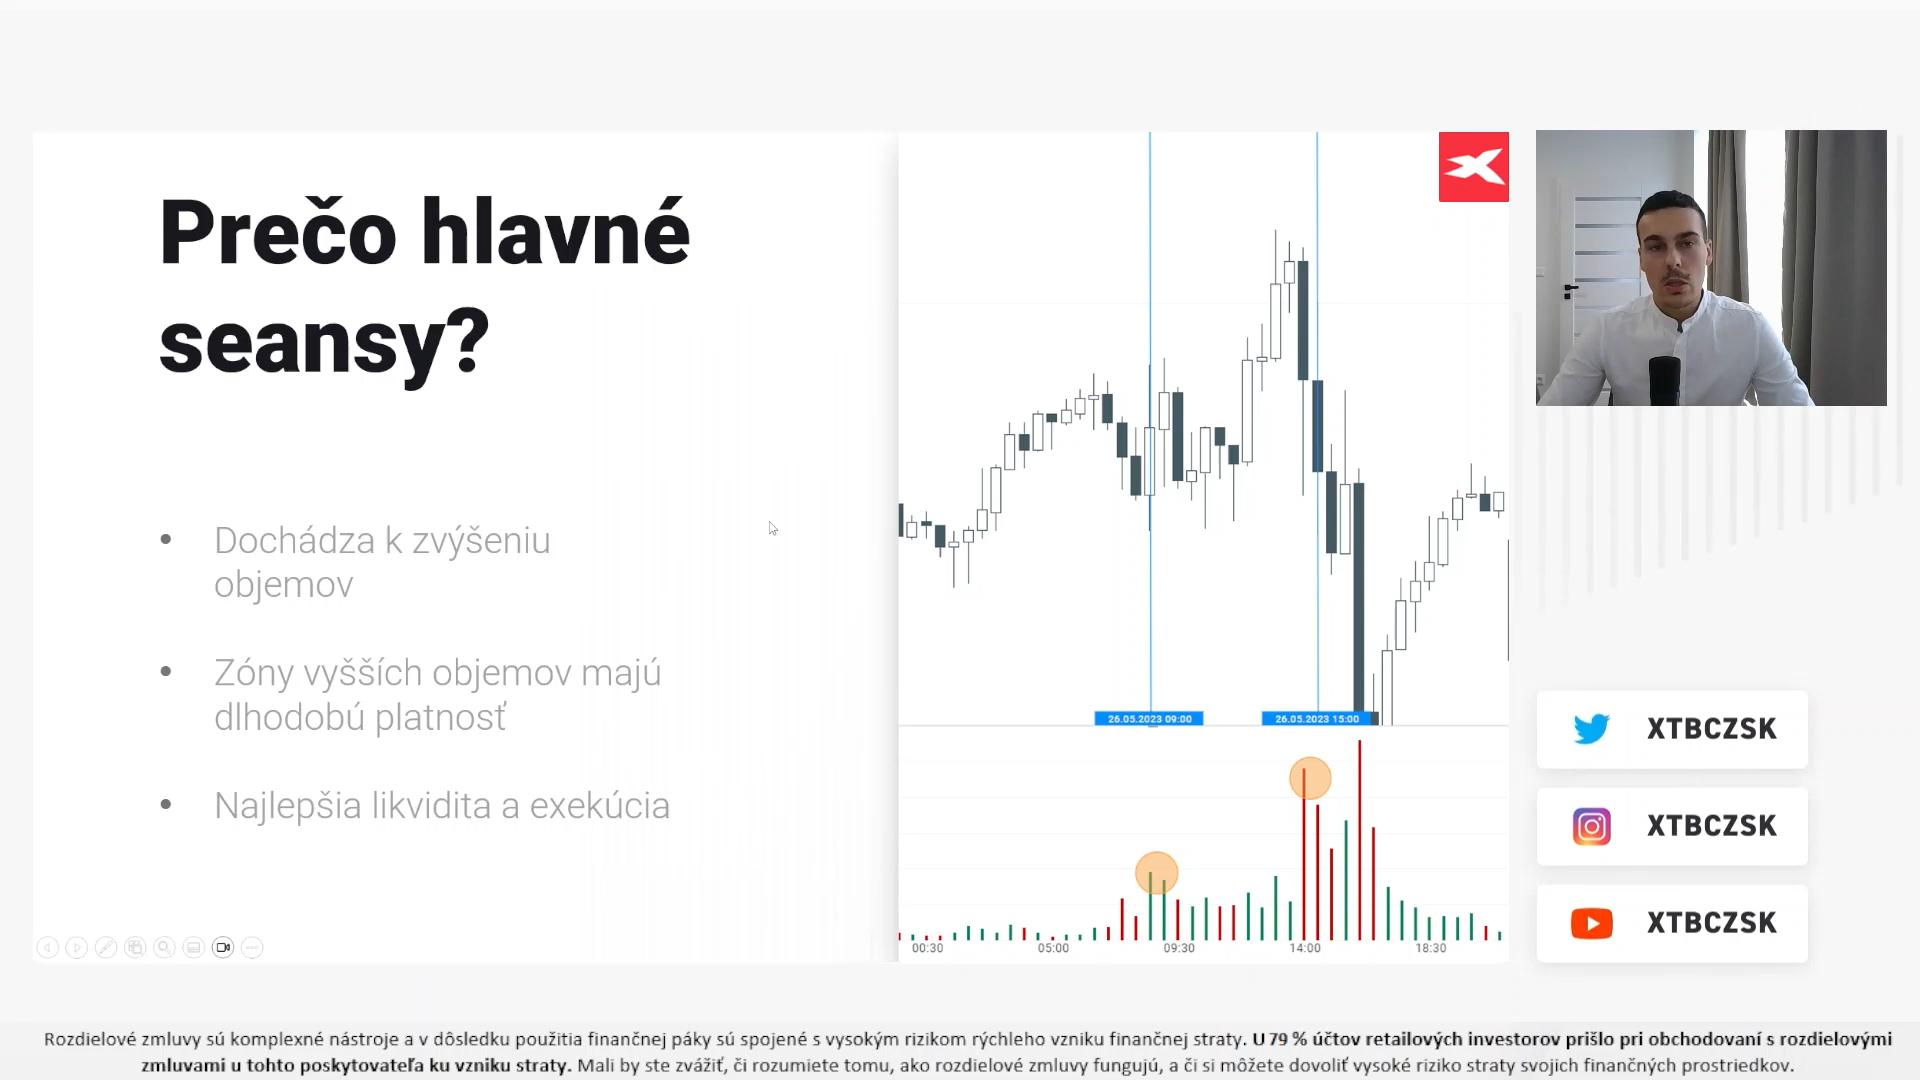 Prečo hlavné
seansy?
• Dochádza k zvýšeniu
objemov
• Zóny vyšších objemov majú
dlhodobú platnosť
• Najlepšia likvidita a exekúcia
26.05.2023 09:00
26.05.2023 15:00
00:30
05:00
09:30
14:00
18:30
XTBCZSK
XTBCZSK
XTBCZSK
Rozdielové zmluvy sú komplexné nástroje a v dôsledku použitia finančnej páky sú spojené s vysokým rizikom rýchleho vzniku finančnej straty. U 79 % účtov retailových investorov prišlo pri obchodovaní s rozdielovými
zmluvami u tohto poskytovateľa ku vzniku straty. Mali by ste zvážiť, či rozumiete tomu, ako rozdielové zmluvy fungujú, a či si môžete dovoliť vysoké riziko straty svojich finančných prostriedkov.